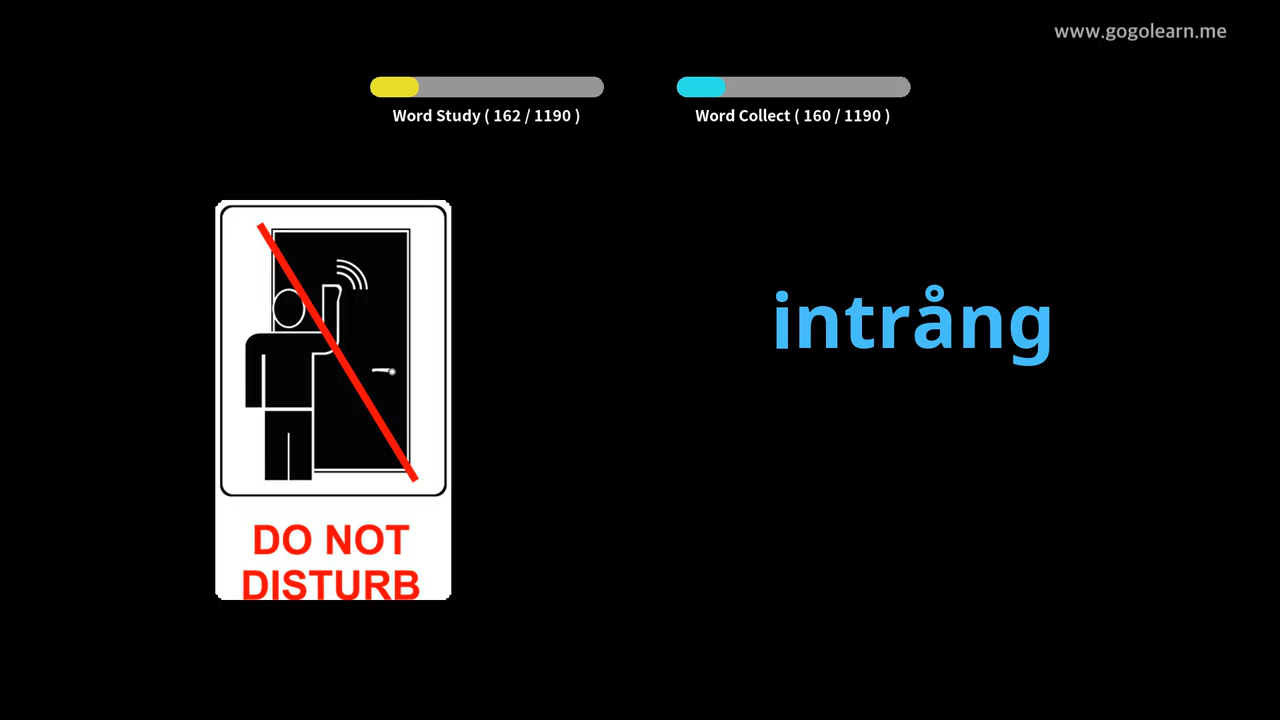 www.gogolearn.me
Word Study ( 162 / 1190 )
Word Collect ( 160 / 1190 )
intrång
DO NOT
DISTURB